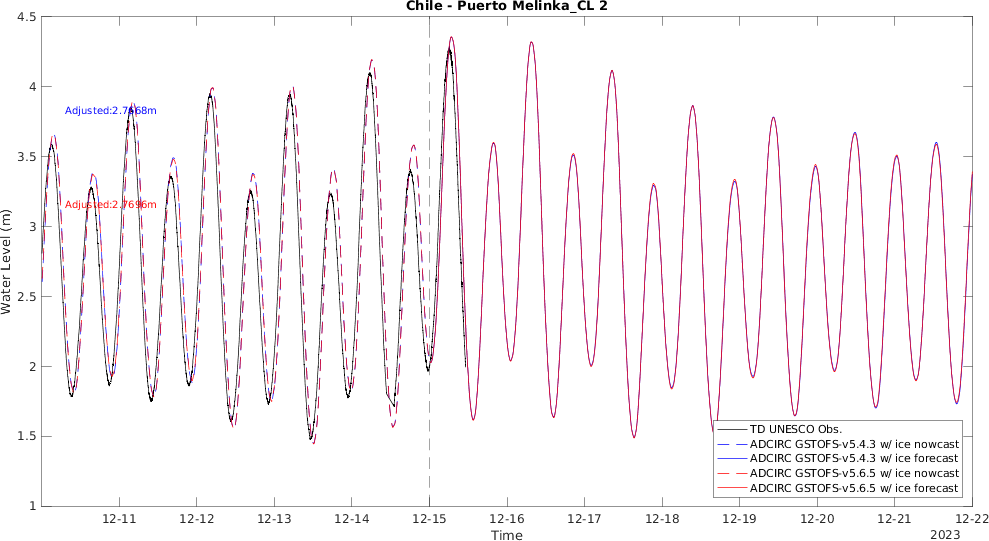 Chile - Puerto Melinka_CL 2
4.5
4
3.5
3
2.5
2
1.5
1
Water Level (m)
Adjusted:2.7668m
Adjusted:2.7696m
TD UNESCO Obs.
ADCIRC GSTOFS-v5.4.3 w/ ice nowcast
ADCIRC GSTOFS-v5.4.3 w/ ice forecast
ADCIRC GSTOFS-v5.6.5 w/ ice nowcast
ADCIRC GSTOFS-v5.6.5 w/ ice forecast
12-11 12-12 12-13 12-14 12-15 12-16 12-17 12-18 12-19 12-20 12-21 12-22
Time
2023